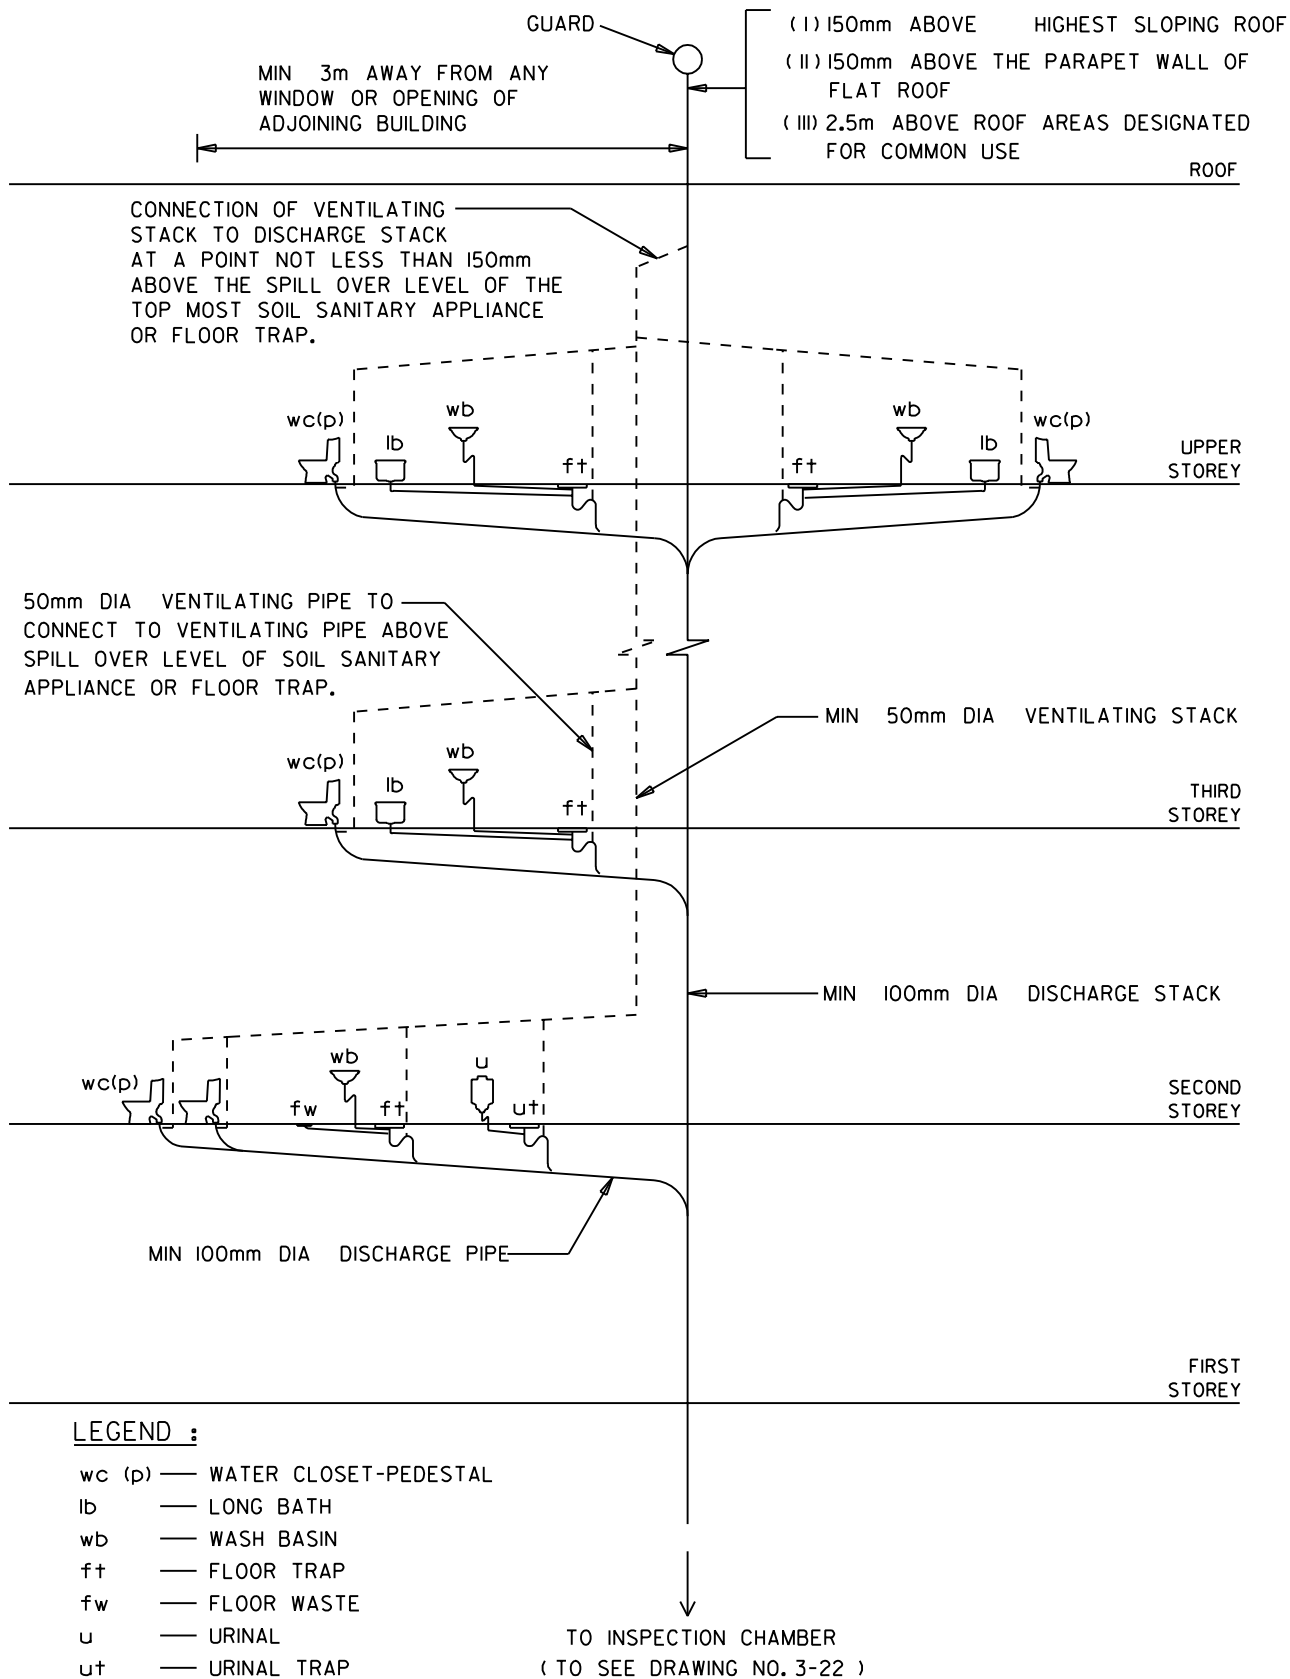 GUARD
(I) 150mm ABOVE HIGHEST SLOPING ROOF
(II) 150mm ABOVE THE PARAPET WALL OF
FLAT ROOF
(III) 2.5m ABOVE ROOF AREAS DESIGNATED
FOR COMMON USE
MIN 3m AWAY FROM ANY
WINDOW OR OPENING OF
ADJOINING BUILDING
ROOF
CONNECTION OF VENTILATING
STACK TO DISCHARGE STACK
AT A POINT NOT LESS THAN 150mm
ABOVE THE SPILL OVER LEVEL OF THE
TOP MOST SOIL SANITARY APPLIANCE
OR FLOOR TRAP.
wc(p)
lb
wb
ft
ft
wb
lb
wc(p)
UPPER
STOREY
50mm DIA VENTILATING PIPE TO
CONNECT TO VENTILATING PIPE ABOVE
SPILL OVER LEVEL OF SOIL SANITARY
APPLIANCE OR FLOOR TRAP.
MIN 50mm DIA VENTILATING STACK
wc(p)
lb
wb
ft
THIRD
STOREY
MIN 100mm DIA DISCHARGE STACK
wc(p)
fw
wb
ft
u
ut
SECOND
STOREY
MIN 100mm DIA DISCHARGE PIPE
FIRST
STOREY
LEGEND :
wc (p) — WATER CLOSET-PEDESTAL
lb — LONG BATH
wb — WASH BASIN
ft — FLOOR TRAP
fw — FLOOR WASTE
u — URINAL
ut — URINAL TRAP
TO INSPECTION CHAMBER
( TO SEE DRAWING NO. 3-22 )